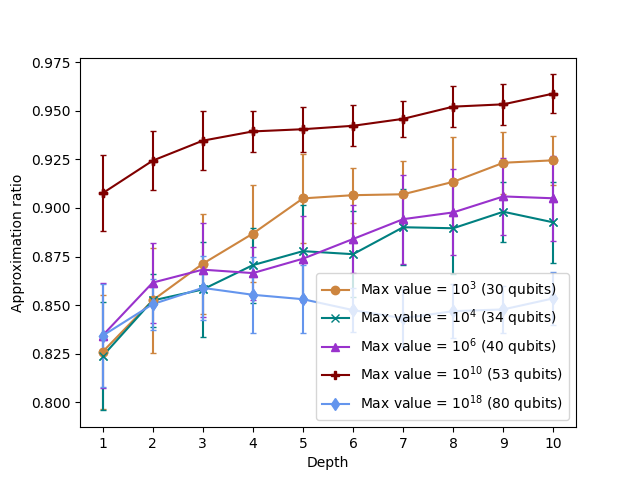 0.975
0.950
0.925
0.900
0.875
0.850
0.825
0.800
Approximation ratio
Max value = 10³ (30 qubits)
Max value = 10⁴ (34 qubits)
Max value = 10⁶ (40 qubits)
Max value = 10¹⁰ (53 qubits)
Max value = 10¹⁸ (80 qubits)
1 2 3 4 5 6 7 8 9 10
Depth